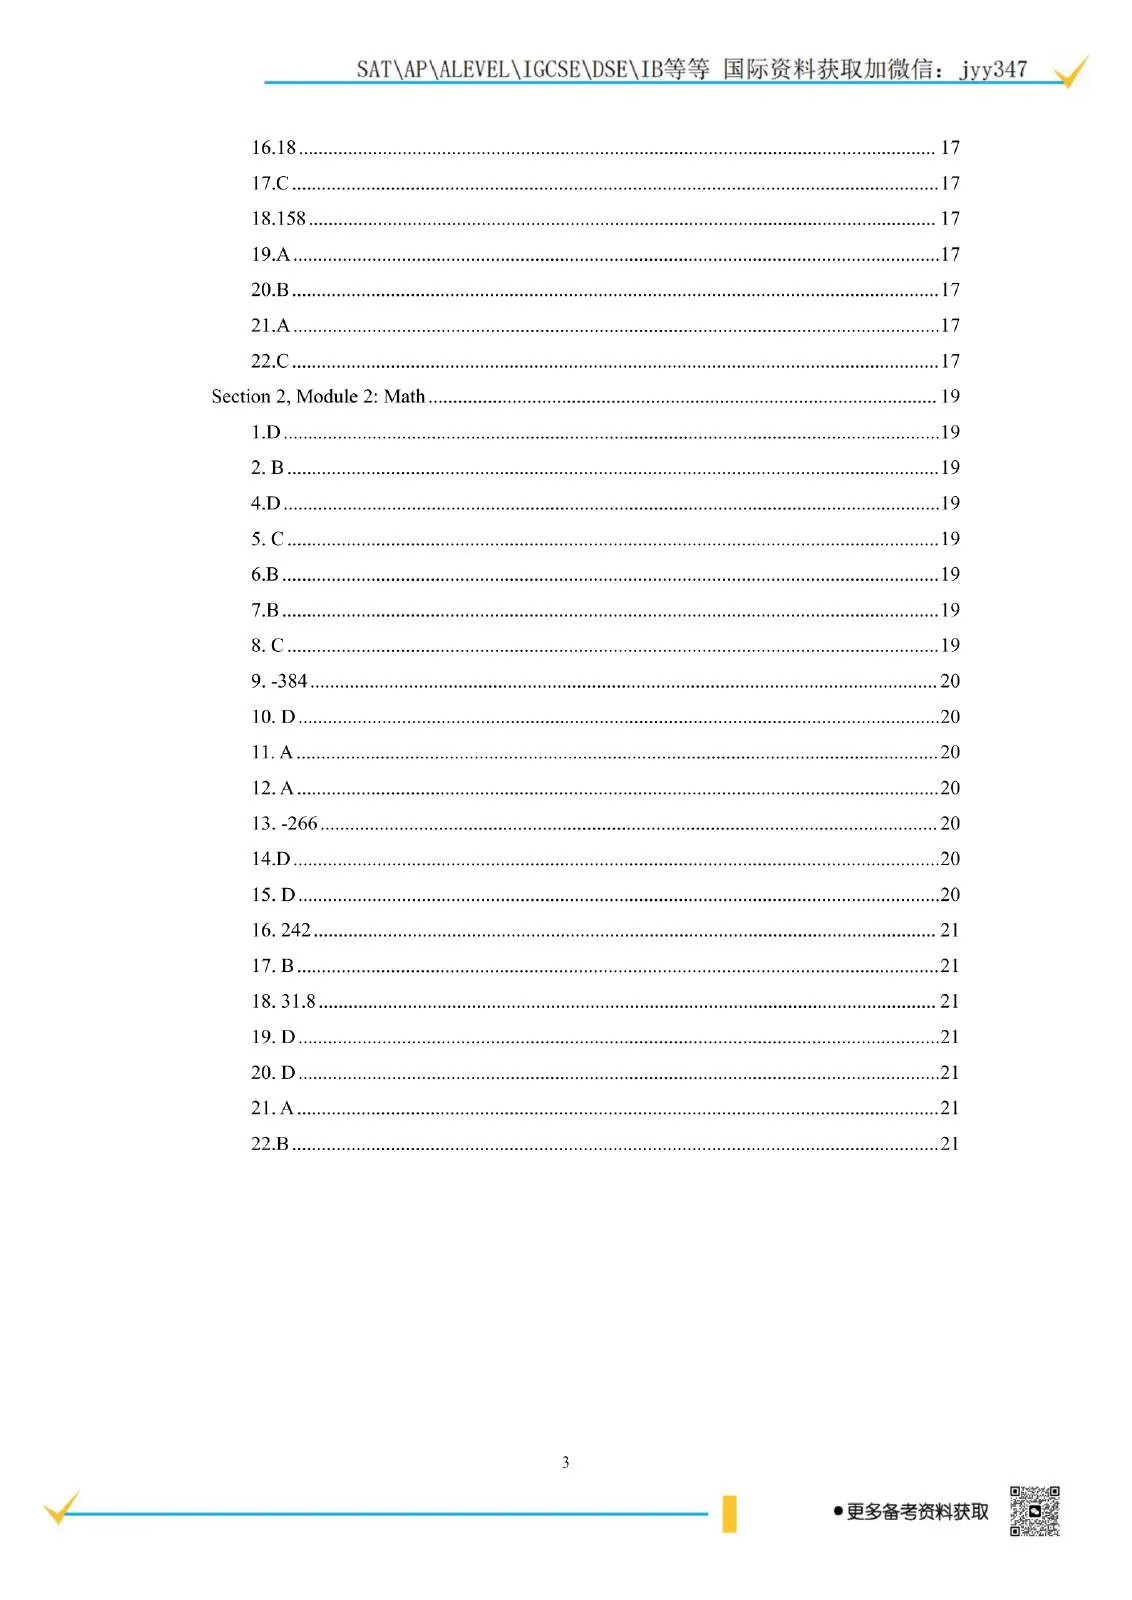 SAT\AP\ALEVEL\IGCSE\DSE\IB等等 国际资料获取加微信：jyy347
16.18........................................ 17
17.C........................................17
18.158........................................ 17
19.A........................................17
20.B........................................17
21.A........................................17
22.C........................................17
Section 2, Module 2: Math........................................ 19
1.D........................................19
2. B........................................19
4.D........................................19
5. C........................................19
6.B........................................19
7.B........................................19
8. C........................................19
9. -384........................................20
10. D........................................20
11. A........................................20
12. A........................................20
13. -266........................................20
14.D........................................20
15. D........................................20
16. 242........................................ 21
17. B........................................21
18. 31.8........................................ 21
19. D........................................21
20. D........................................21
21. A........................................21
22.B........................................21
3
●更多备考资料获取